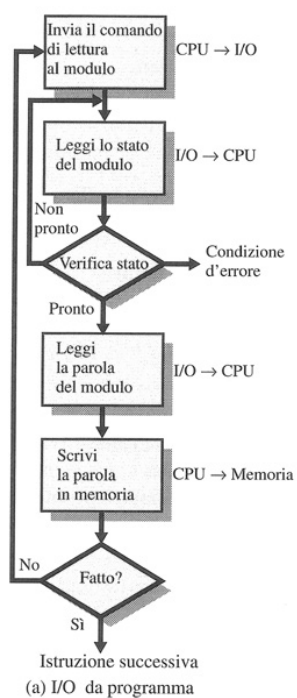 Invia il comando
di lettura
al modulo
CPU → I/O
Leggi lo stato
del modulo
I/O → CPU
Non
pronto
Verifica stato
Condizione
d'errore
Pronto
Leggi
la parola
del modulo
I/O → CPU
Scrivi
la parola
in memoria
CPU → Memoria
No
Fatto?
Sì
Istruzione successiva
(a) I/O da programma